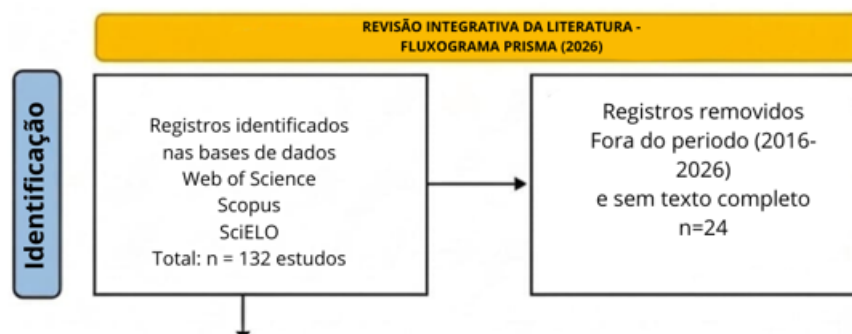 REVISÃO INTEGRATIVA DA LITERATURA -
FLUXOGRAMA PRISMA (2026)
Identificação
Registros identificados
nas bases de dados
Web of Science
Scopus
SciELO
Total: n = 132 estudos
Registros removidos
Fora do periodo (2016-
2026)
e sem texto completo
n=24